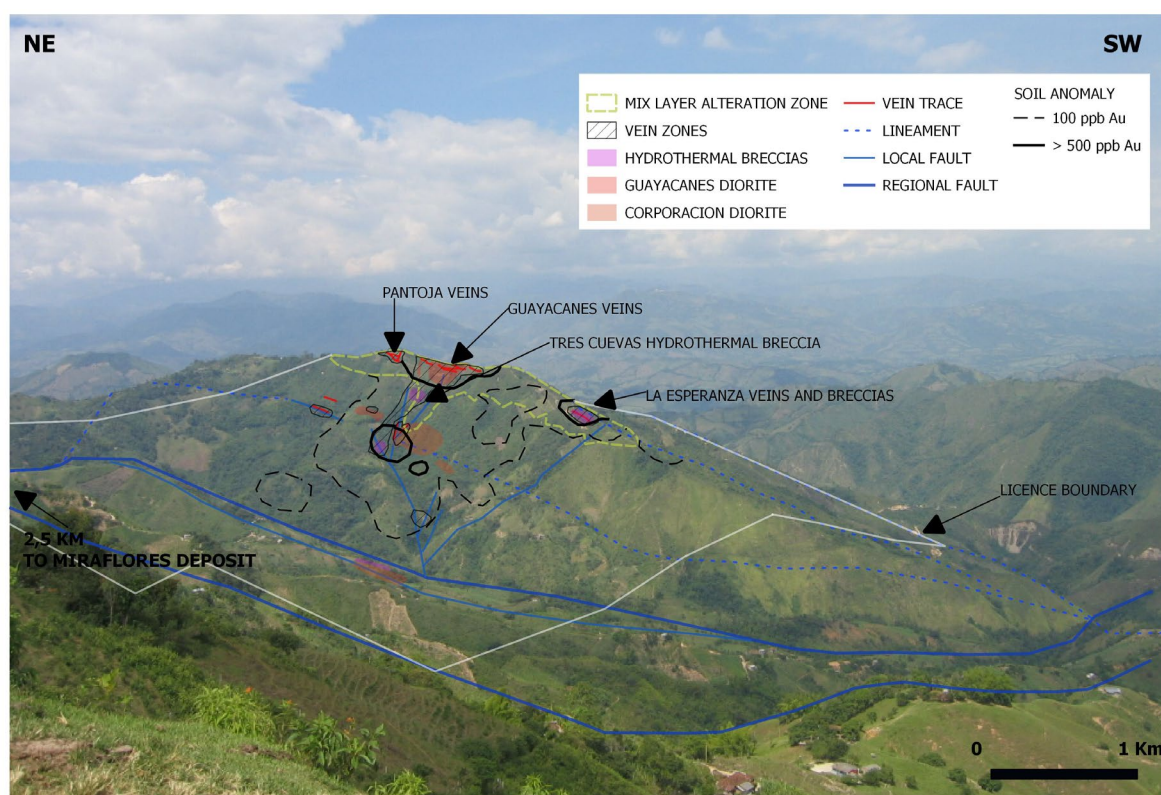 NE
SW
MIX LAYER ALTERATION ZONE
VEIN ZONES
HYDROTHERMAL BRECCIAS
GUAYACANES DIORITE
CORPORACION DIORITE
VEIN TRACE
LINEAMENT
LOCAL FAULT
REGIONAL FAULT
SOIL ANOMALY
100 ppb Au
> 500 ppb Au
PANTOJA VEINS
GUAYACANES VEINS
TRES CUEVAS HYDROTHERMAL BRECCIA
LA ESPERANZA VEINS AND BRECCIAS
LICENCE BOUNDARY
2,5 KM
TO MIRAFLORES DEPOSIT
0 1 Km